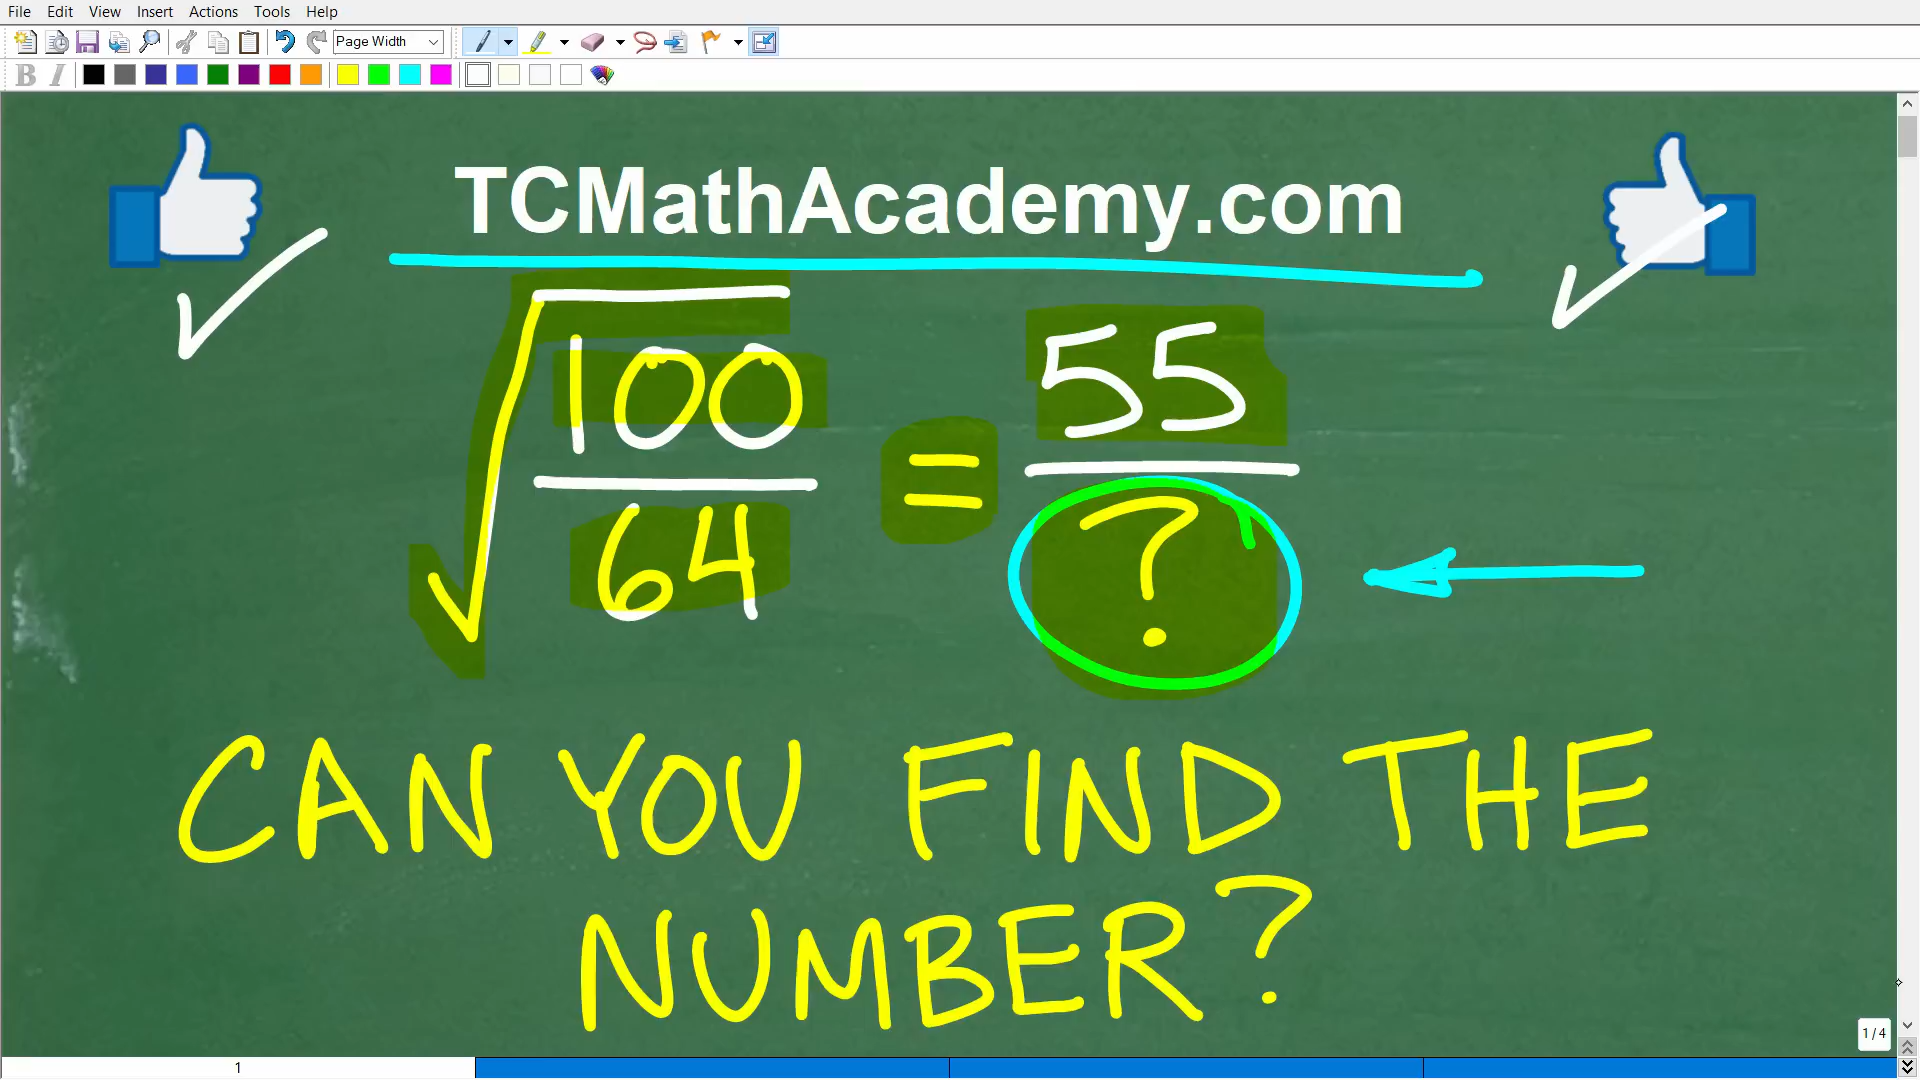 File Edit View Insert Actions Tools Help
Page Width
B I
TCMathAcademy.com
√100/64 = 55/?
CAN YOU FIND THE
NUMBER?
1 / 4
1